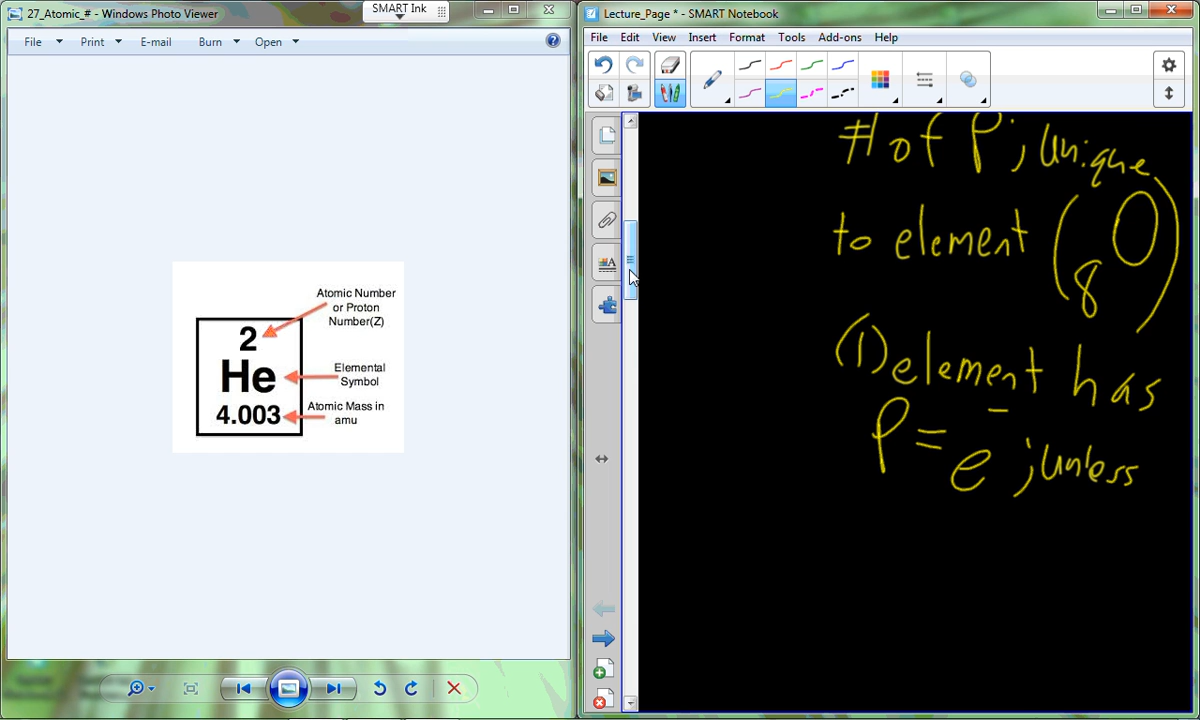 27_Atomic_# - Windows Photo Viewer
SMART Ink
File Print E-mail Burn Open
Atomic Number
or Proton
Number(Z)
2
He
Elemental
Symbol
4.003
Atomic Mass in
amu
Lecture_Page * - SMART Notebook
File Edit View Insert Format Tools Add-ons Help
# of P ; unique
to element (8 O)
(1) element has
P = e⁻ ; unless